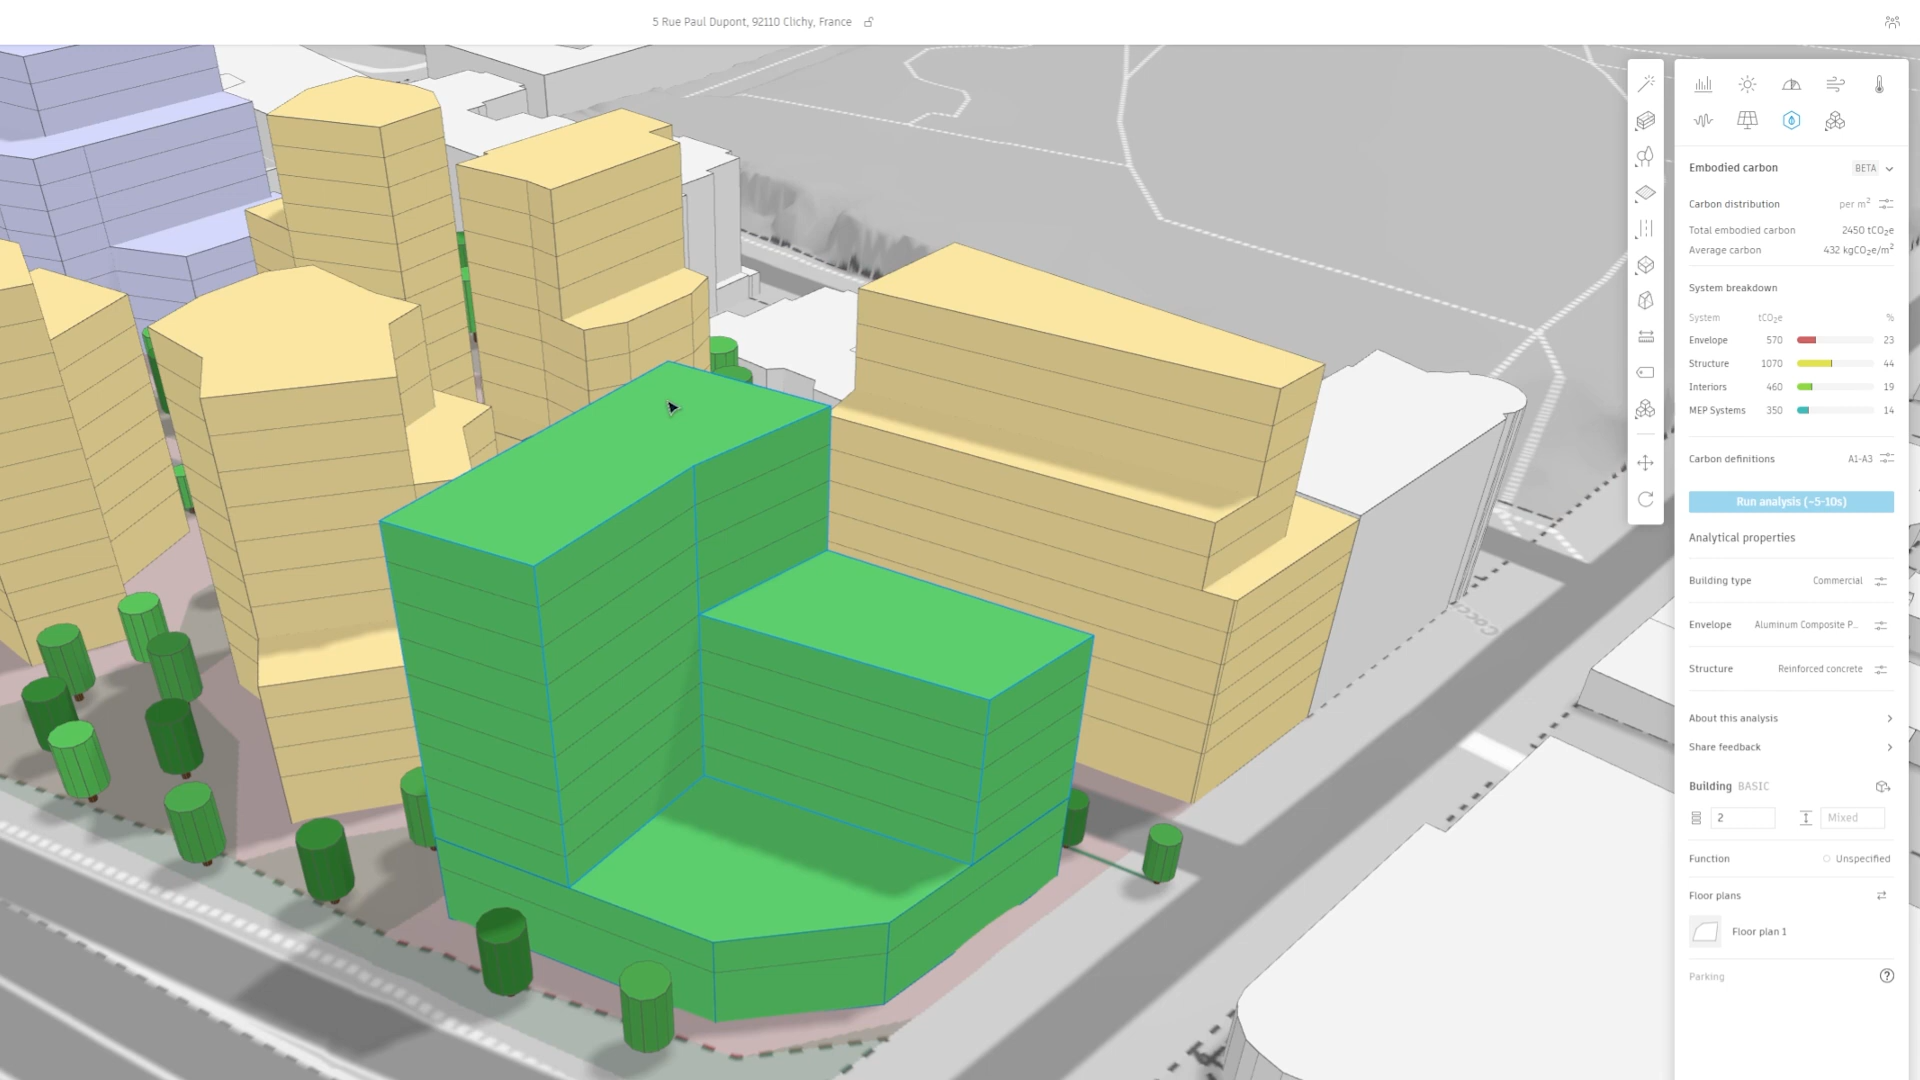 5 Rue Paul Dupont, 92110 Clichy, France
Embodied carbon BETA
Carbon distribution per m²
Total embodied carbon 2450 tCO₂e
Average carbon 432 kgCO₂e/m²
System breakdown
System tCO₂e %
Envelope 570 23
Structure 1070 44
Interiors 460 19
MEP Systems 350 14
Carbon definitions A1-A3
Run analysis (~5-10s)
Analytical properties
Building type Commercial
Envelope Aluminum Composite P...
Structure Reinforced concrete
About this analysis
Share feedback
Building BASIC
2 Mixed
Function Unspecified
Floor plans
Floor plan 1
Parking ?